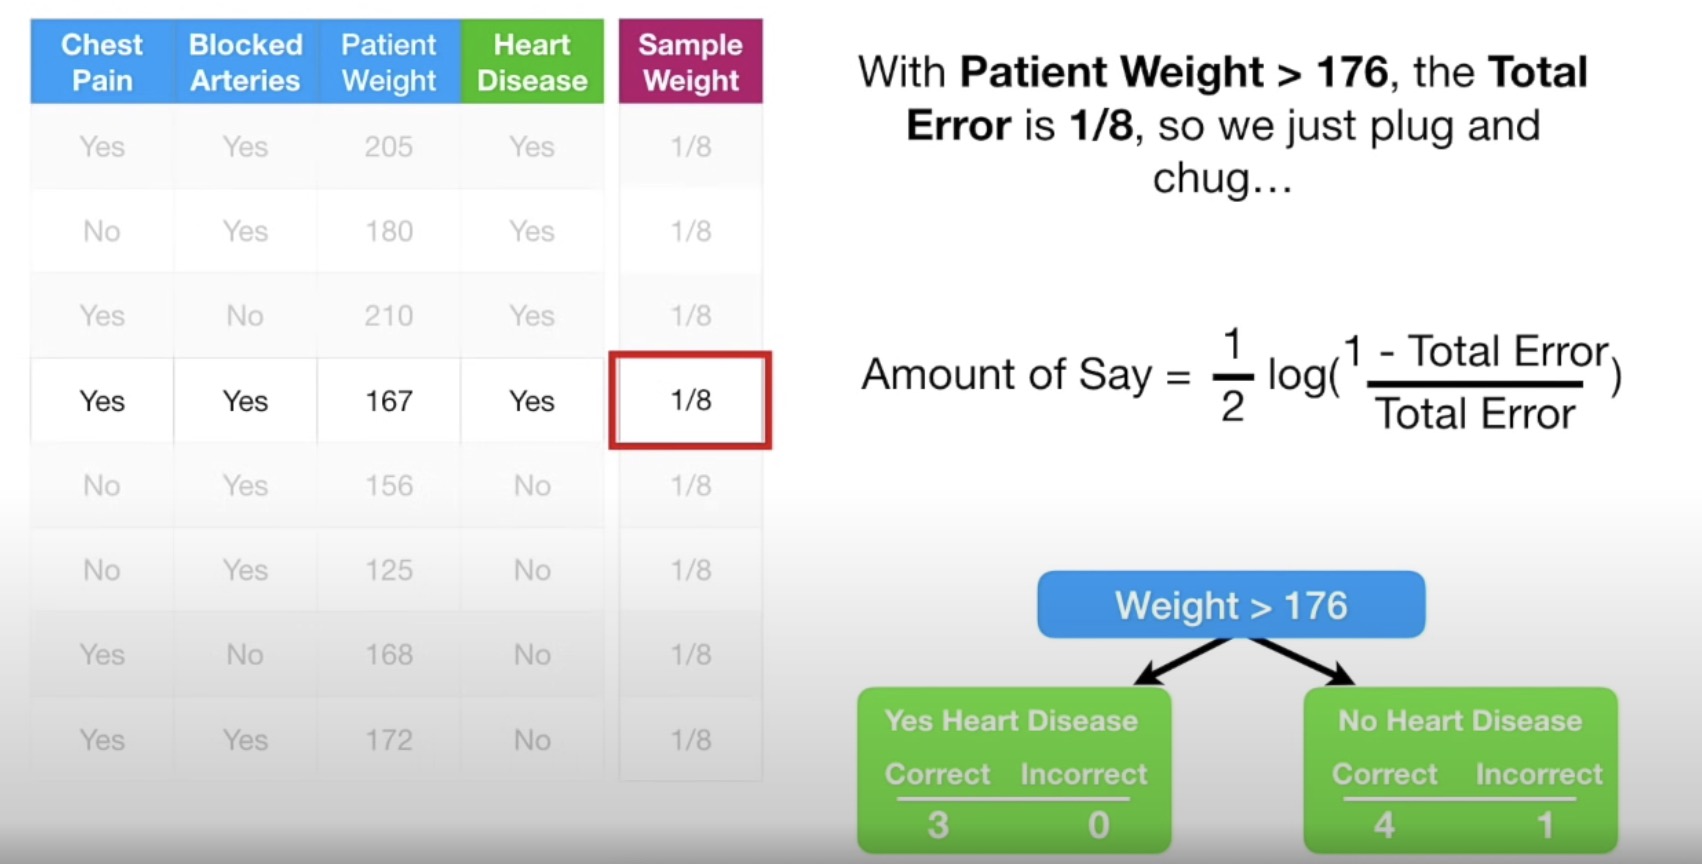 Chest Pain Blocked Arteries Patient Weight Heart Disease Sample Weight
Yes Yes 205 Yes 1/8
No Yes 180 Yes 1/8
Yes No 210 Yes 1/8
Yes Yes 167 Yes 1/8
No Yes 156 No 1/8
No Yes 125 No 1/8
Yes No 168 No 1/8
Yes Yes 172 No 1/8
With Patient Weight > 176, the Total
Error is 1/8, so we just plug and
chug...
Amount of Say = 1/2 log(1 - Total Error / Total Error)
Weight > 176
Yes Heart Disease
Correct Incorrect
3 0
No Heart Disease
Correct Incorrect
4 1